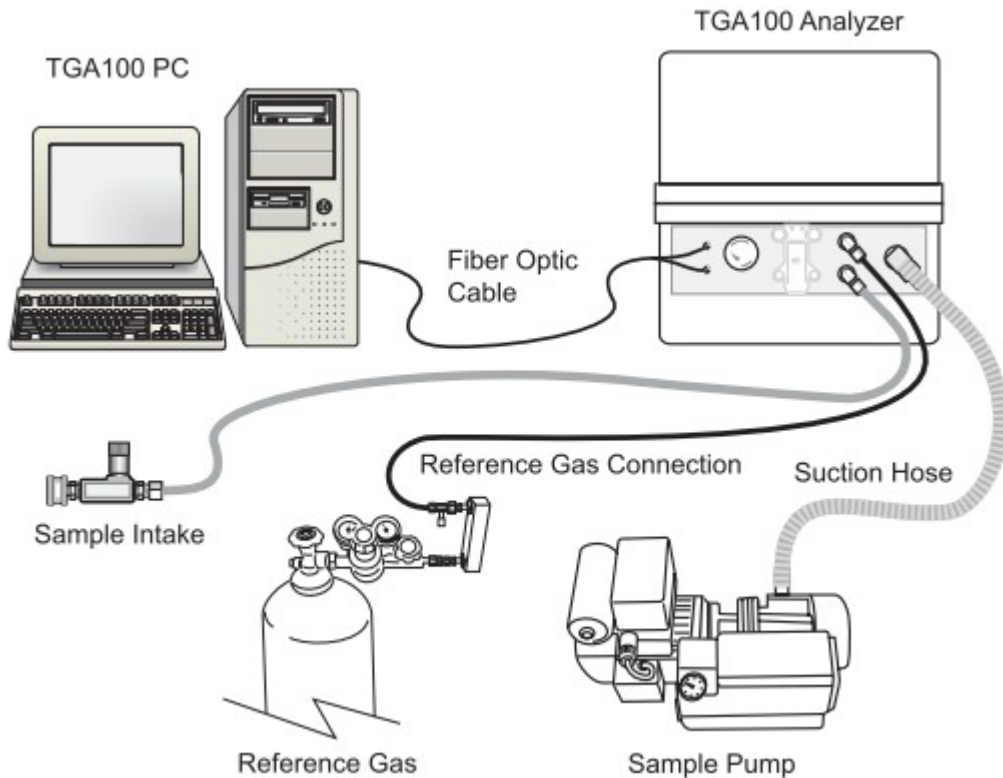 TGA100 Analyzer
TGA100 PC
Fiber Optic
Cable
Reference Gas Connection
Suction Hose
Sample Intake
Reference Gas
Sample Pump